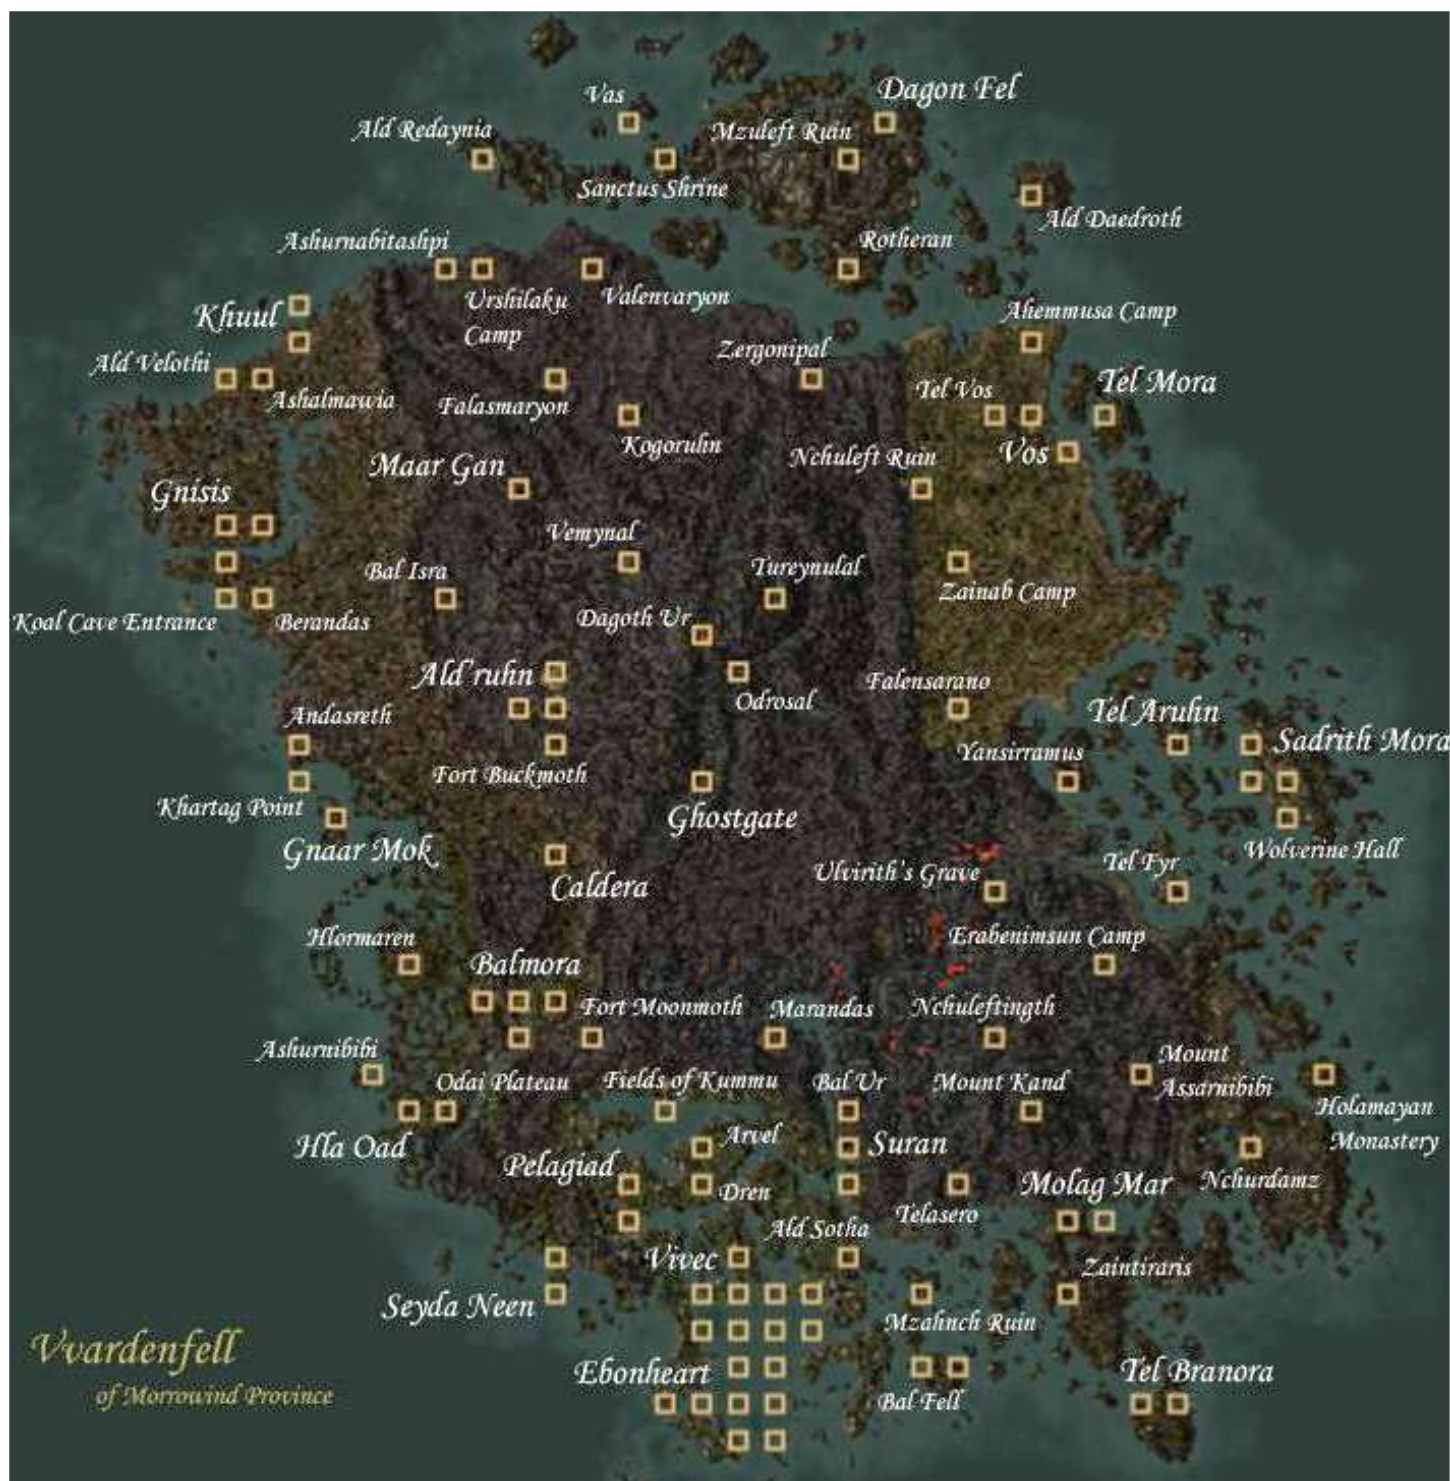 Dagon Fel
Vas
Ald Redaynia
Mzuleft Ruin
Sanctus Shrine
Ald Daedroth
Ashurnabitashpi
Rotheran
Urshilaku
Camp
Valenvaryon
Khuul
Ahemmusa Camp
Ald Velothi
Zergonipal
Ashalmawia
Falasmaryon
Tel Vos
Tel Mora
Kogoruhn
Maar Gan
Nchuleft Ruin
Vos
Gnisis
Vemynal
Bal Isra
Tureynulal
Zainab Camp
Koal Cave Entrance
Berandas
Dagoth Ur
Ald'ruhn
Odrosal
Falensarano
Andasreth
Tel Aruhn
Sadrith Mora
Fort Buckmoth
Yansirramus
Khartag Point
Ghostgate
Gnaar Mok
Wolverine Hall
Caldera
Ulvirith's Grave
Tel Fyr
Hlormaren
Balmora
Erabenimsun Camp
Fort Moonmoth
Marandas
Nchuleftingth
Ashurnibibi
Mount
Assarnibibi
Odai Plateau
Fields of Kummu
Bal Ur
Mount Kand
Holamayan
Monastery
Hla Oad
Arvel
Suran
Pelagiad
Dren
Telasero
Molag Mar
Nchurdamz
Ald Sotha
Vivec
Zaintiraris
Seyda Neen
Mzahnch Ruin
Vvardenfell
of Morrowind Province
Ebonheart
Bal Fell
Tel Branora